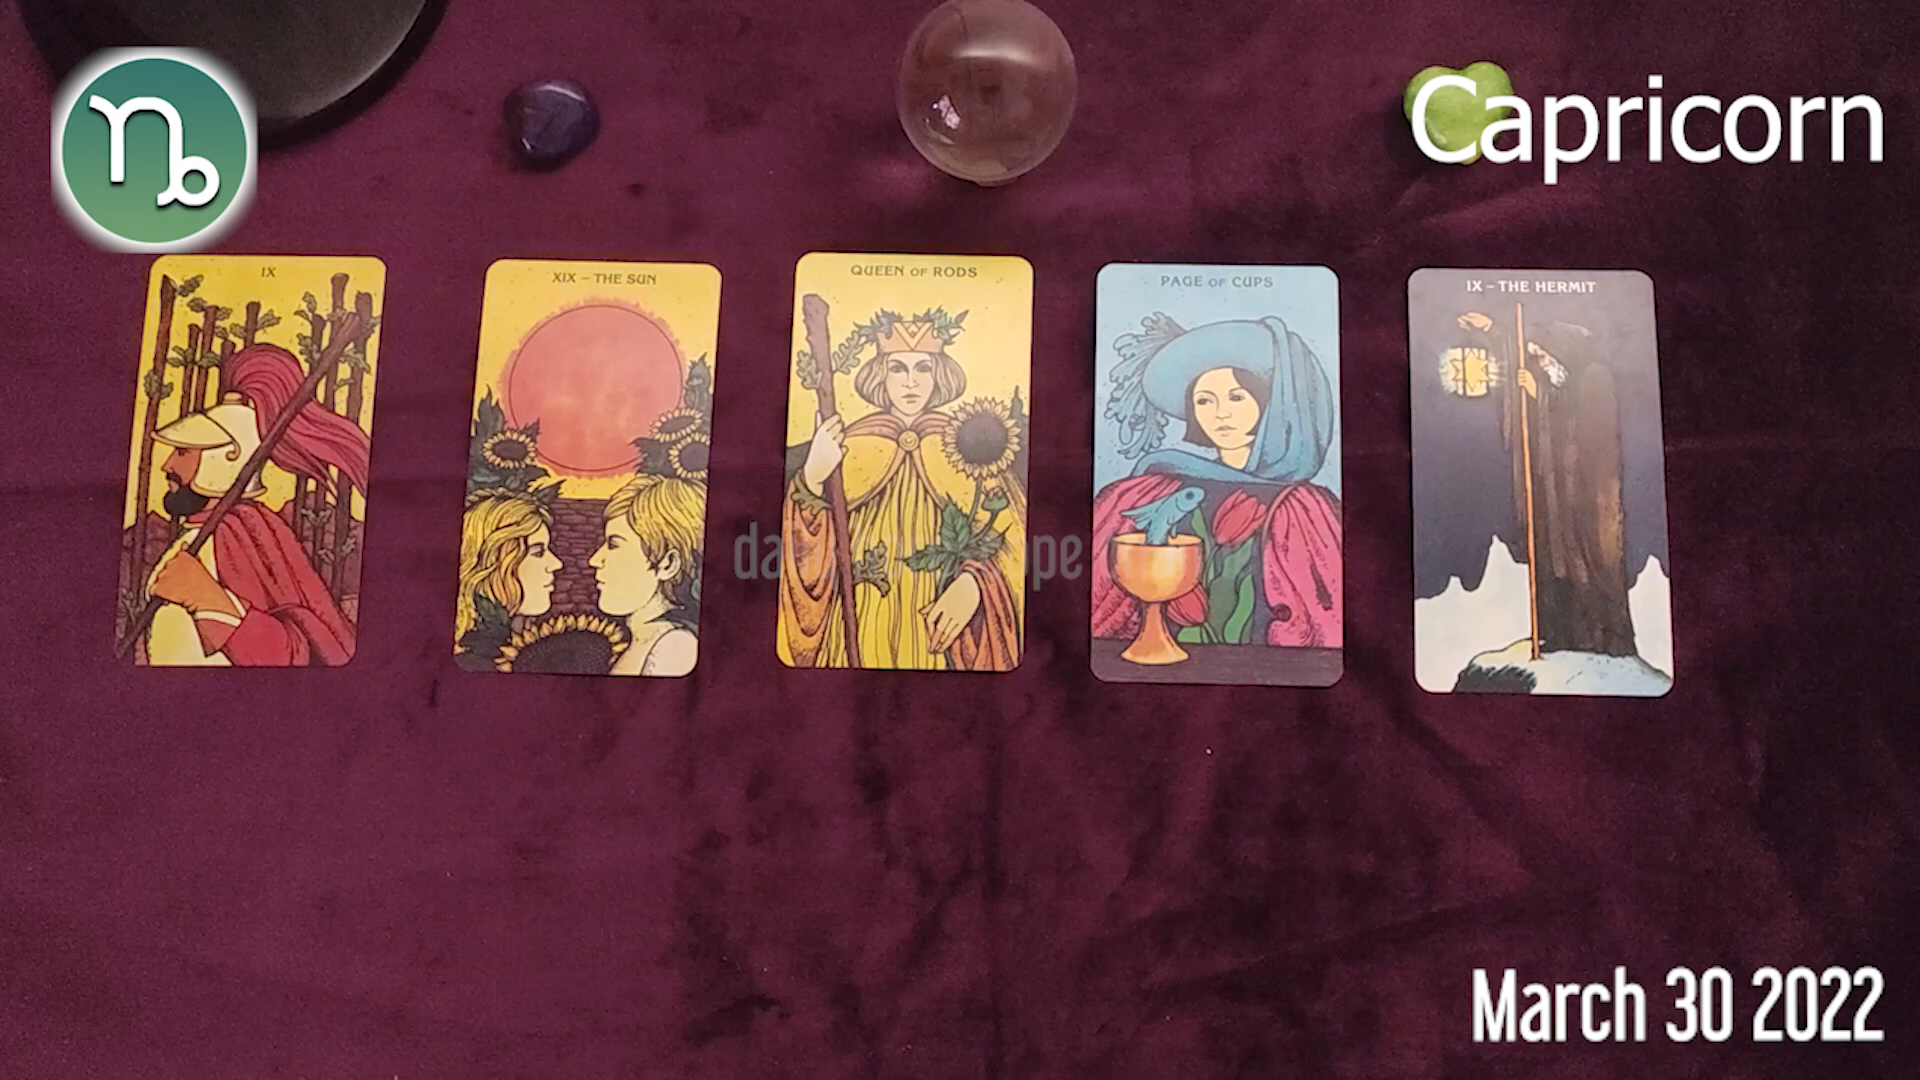 Capricorn
IX
XIX – THE SUN
QUEEN OF RODS
PAGE OF CUPS
IX – THE HERMIT
March 30 2022